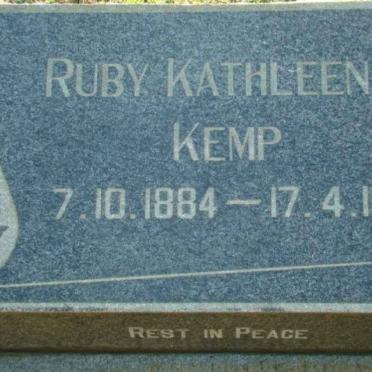 RUBY KATHLEEN
KEMP
7.10.1884 — 17.4.1
REST IN PEACE